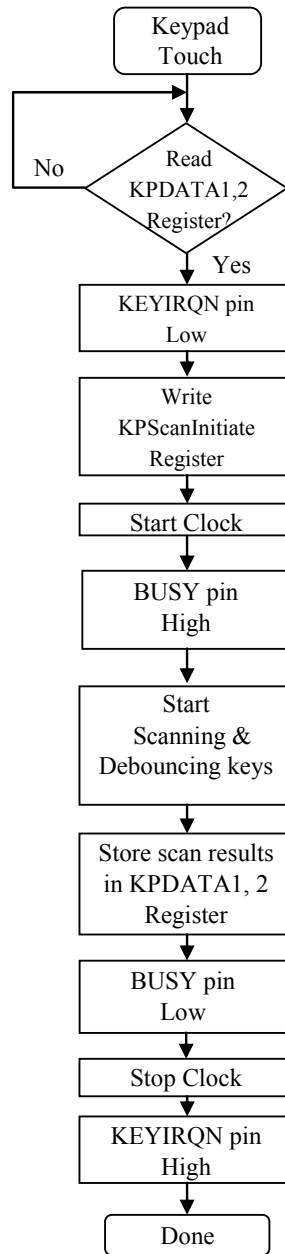 Keypad
Touch
No
Read
KPDATA1,2
Register?
Yes
KEYIRQN pin
Low
Write
KPScanInitiate
Register
Start Clock
BUSY pin
High
Start
Scanning &
Debouncing keys
Store scan results
in KPDATA1, 2
Register
BUSY pin
Low
Stop Clock
KEYIRQN pin
High
Done